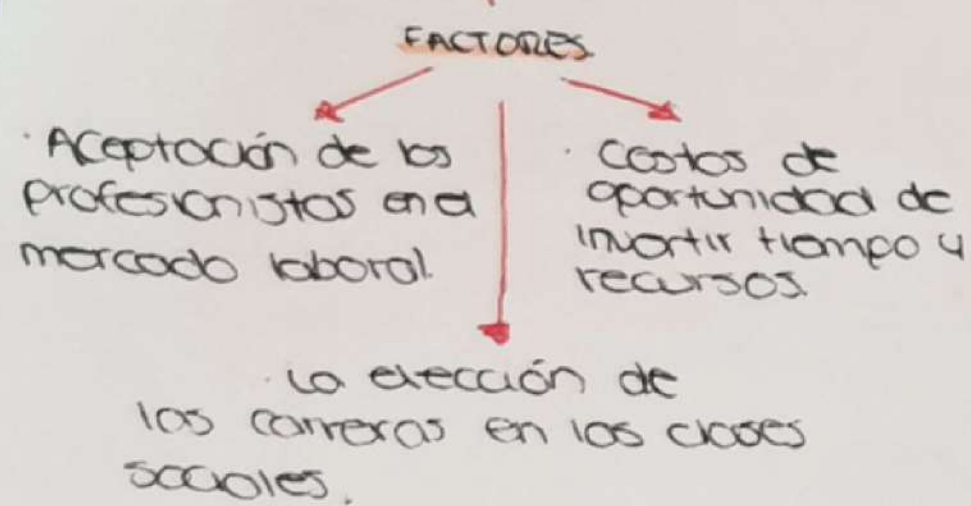 FACTORES
· Aceptación de los
profesionistas en el
mercado laboral.
· Costos de
oportunidad de
invertir tiempo y
recursos.
· La elección de
las carreras en las clases
sociales.